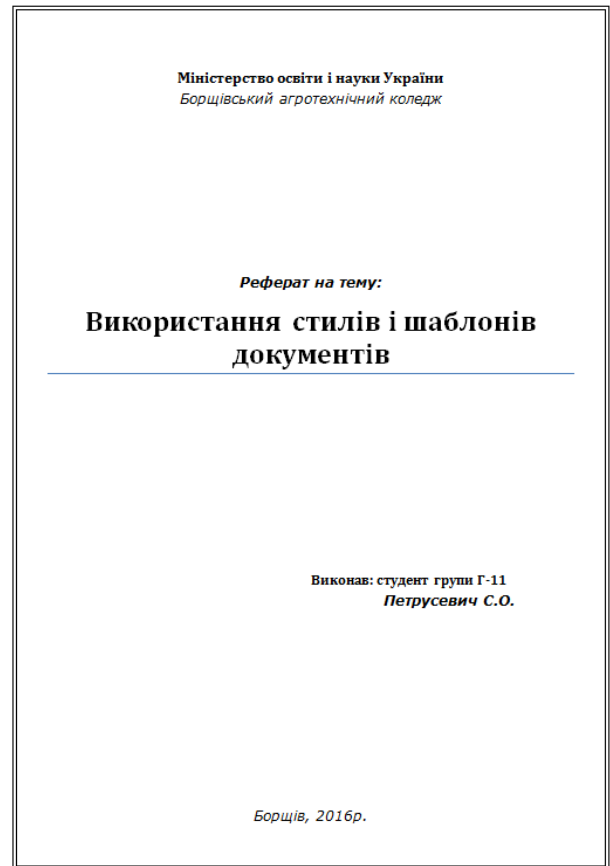 Міністерство освіти і науки України
Борщівський агротехнічний коледж
Реферат на тему:
Використання стилів і шаблонів
документів
Виконав: студент групи Г-11
Петрусевич С.О.
Борщів, 2016р.